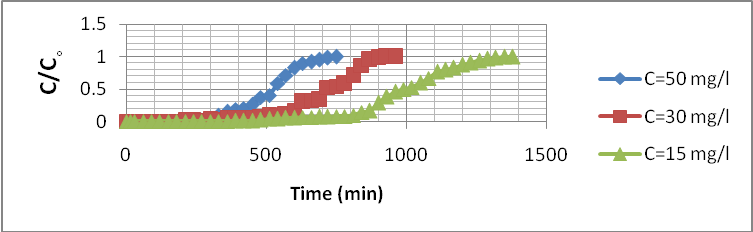 1.5
1
0.5
0
C/C°
0 500 1000 1500
Time (min)
C=50 mg/l
C=30 mg/l
C=15 mg/l